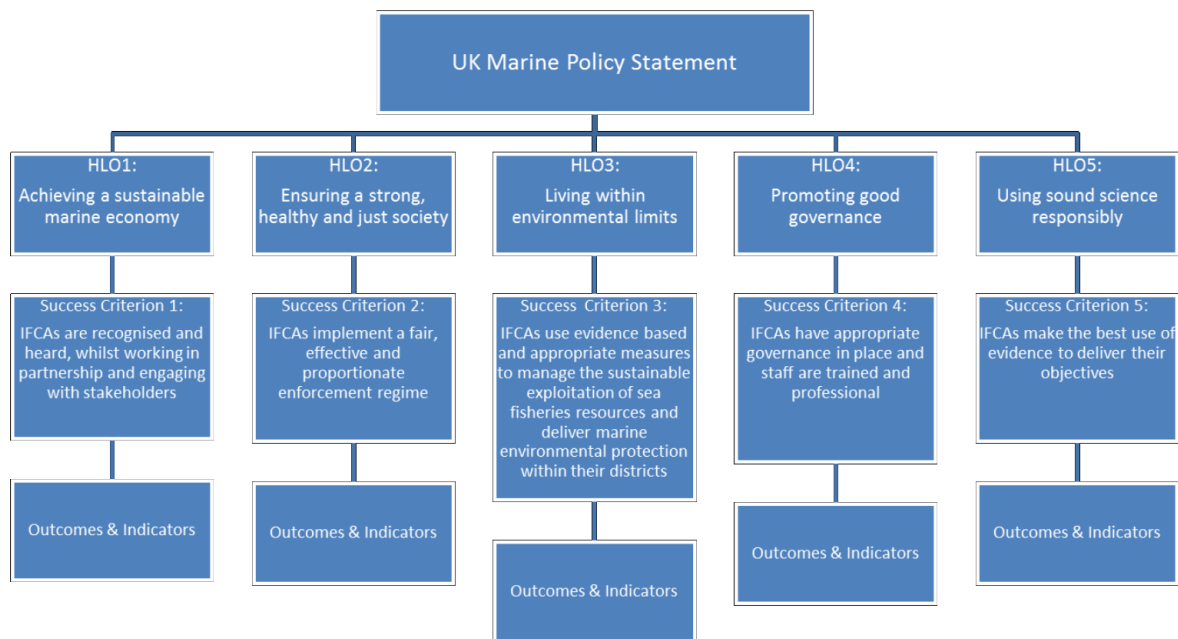 UK Marine Policy Statement
HLO1:
Achieving a sustainable
marine economy
HLO2:
Ensuring a strong,
healthy and just society
HLO3:
Living within
environmental limits
HLO4:
Promoting good
governance
HLO5:
Using sound science
responsibly
Success Criterion 1:
IFCAs are recognised and
heard, whilst working in
partnership and engaging
with stakeholders
Success Criterion 2:
IFCAs implement a fair,
effective and
proportionate
enforcement regime
Success Criterion 3:
IFCAs use evidence based
and appropriate measures
to manage the sustainable
exploitation of sea
fisheries resources and
deliver marine
environmental protection
within their districts
Success Criterion 4:
IFCAs have appropriate
governance in place and
staff are trained and
professional
Success Criterion 5:
IFCAs make the best use of
evidence to deliver their
objectives
Outcomes & Indicators
Outcomes & Indicators
Outcomes & Indicators
Outcomes & Indicators
Outcomes & Indicators